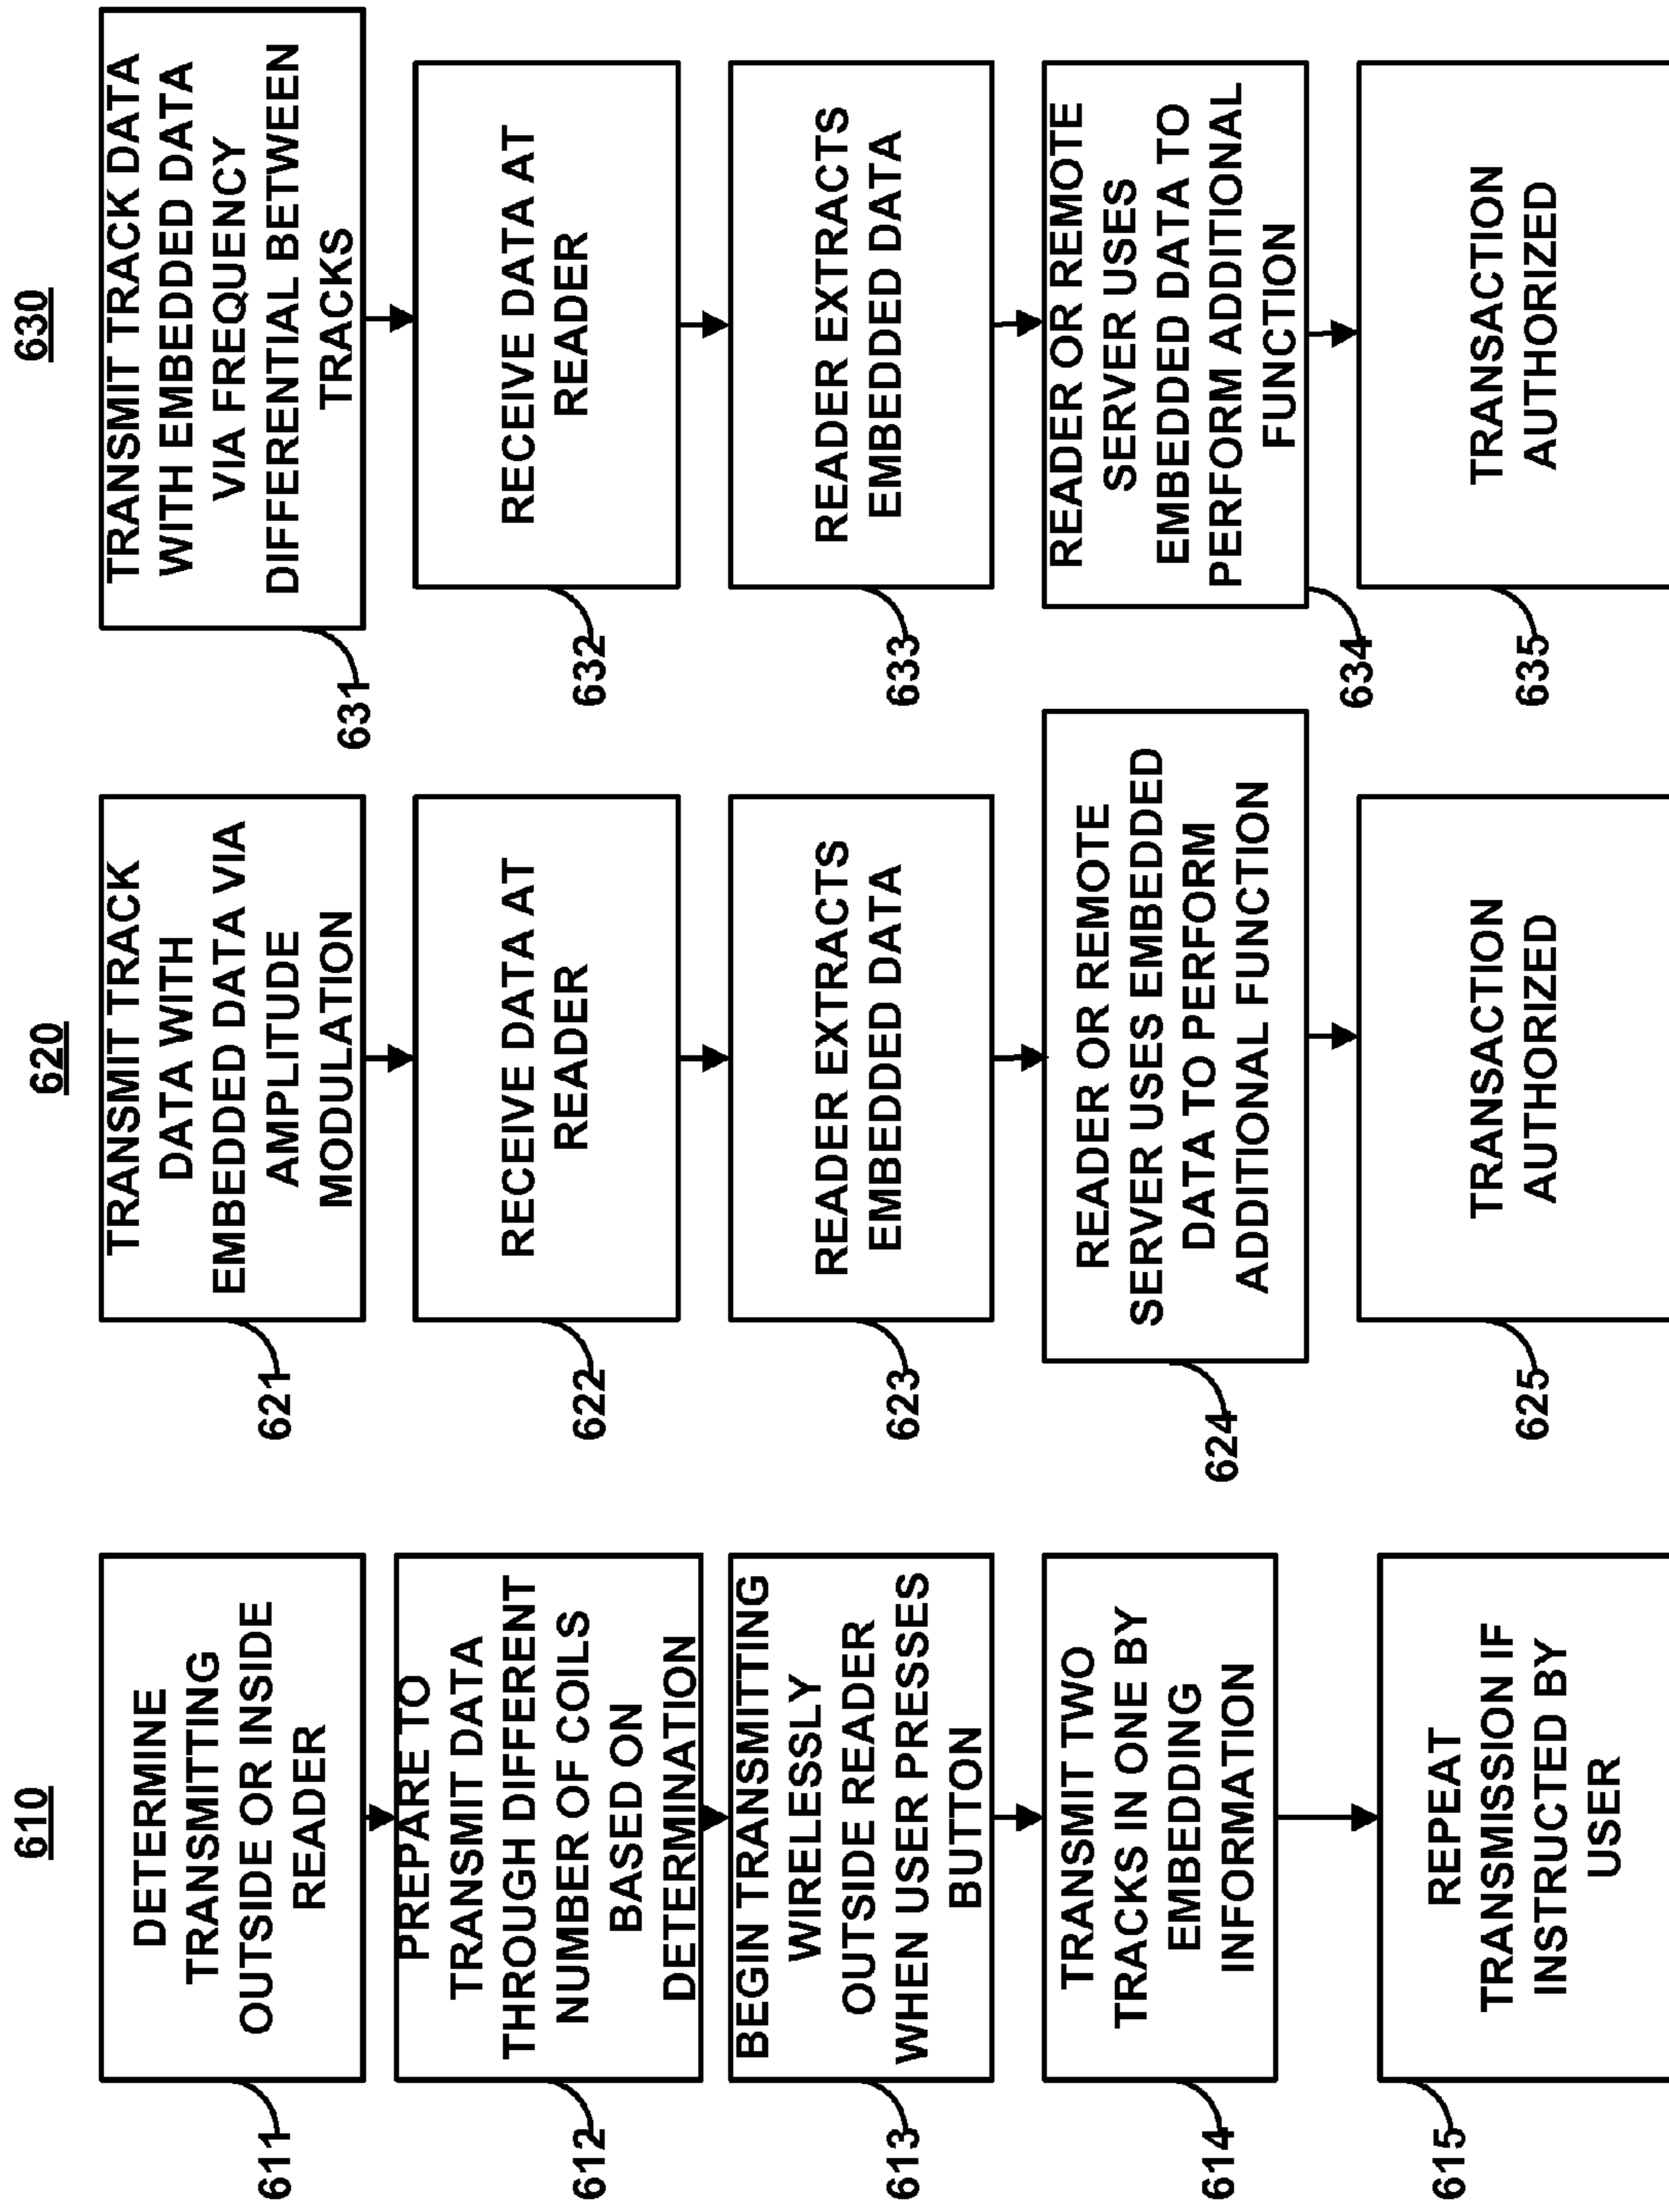 610
611
DETERMINE
TRANSMITTING
OUTSIDE OR INSIDE
READER
612
PREPARE TO
TRANSMIT DATA
THROUGH DIFFERENT
NUMBER OF COILS
BASED ON
DETERMINATION
613
BEGIN TRANSMITTING
WIRELESSLY
OUTSIDE READER
WHEN USER PRESSES
BUTTON
614
TRANSMIT TWO
TRACKS IN ONE BY
EMBEDDING
INFORMATION
615
REPEAT
TRANSMISSION IF
INSTRUCTED BY
USER
620
621
TRANSMIT TRACK
DATA WITH
EMBEDDED DATA VIA
AMPLITUDE
MODULATION
622
RECEIVE DATA AT
READER
623
READER EXTRACTS
EMBEDDED DATA
624
READER OR REMOTE
SERVER USES EMBEDDED
DATA TO PERFORM
ADDITIONAL FUNCTION
625
TRANSACTION
AUTHORIZED
630
631
TRANSMIT TRACK DATA
WITH EMBEDDED DATA
VIA FREQUENCY
DIFFERENTIAL BETWEEN
TRACKS
632
RECEIVE DATA AT
READER
633
READER EXTRACTS
EMBEDDED DATA
634
READER OR REMOTE
SERVER USES
EMBEDDED DATA TO
PERFORM ADDITIONAL
FUNCTION
635
TRANSACTION
AUTHORIZED